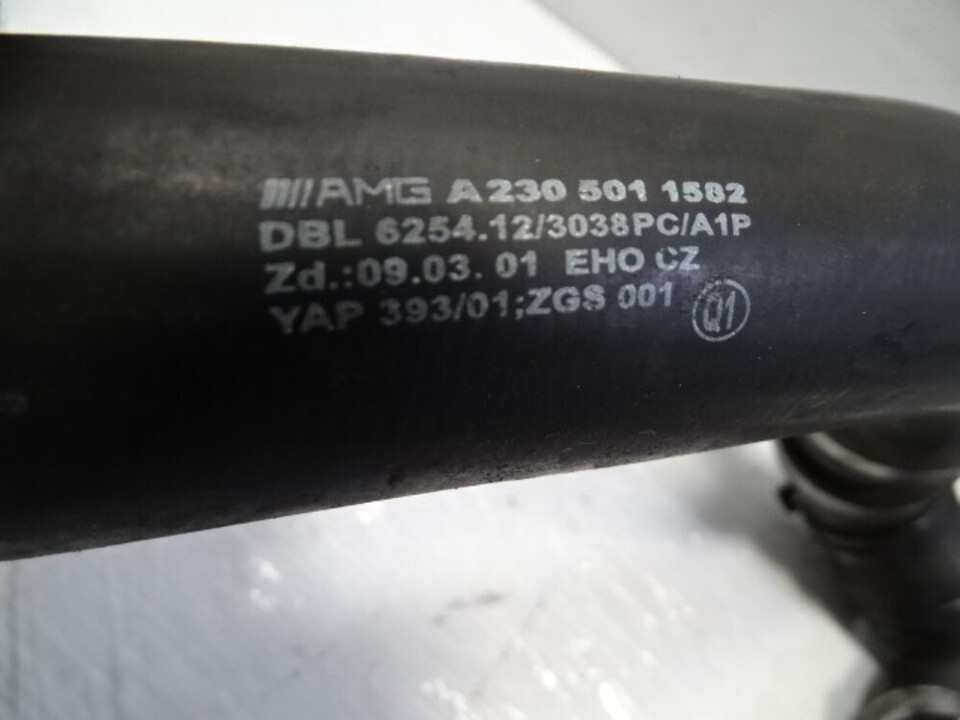 AMG A230 501 1582
DBL 6254.12/3038PC/A1P
Zd.:09.03.01 EHO CZ
YAP 393/01;ZGS 001
Q1